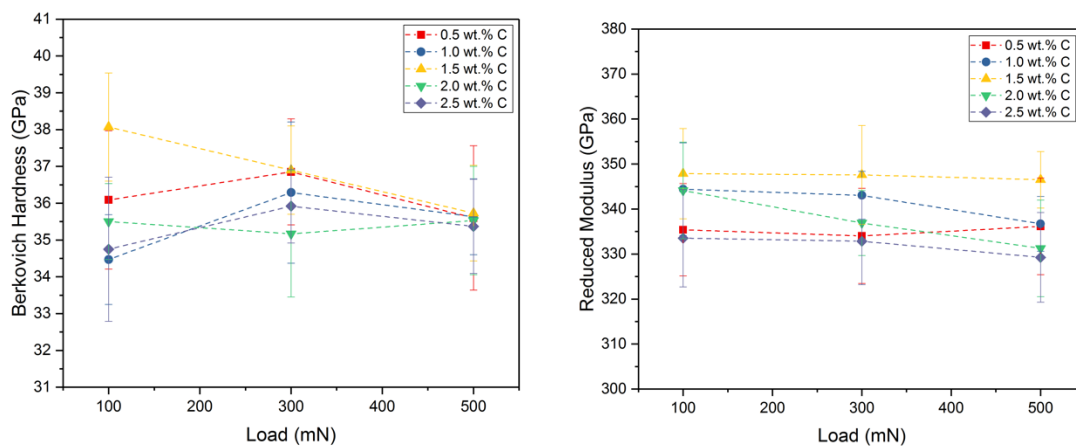 41
40
39
38
37
36
35
34
33
32
31
Berkovich Hardness (GPa)
0.5 wt.% C
1.0 wt.% C
1.5 wt.% C
2.0 wt.% C
2.5 wt.% C
100 200 300 400 500
Load (mN)
380
370
360
350
340
330
320
310
300
Reduced Modulus (GPa)
0.5 wt.% C
1.0 wt.% C
1.5 wt.% C
2.0 wt.% C
2.5 wt.% C
100 200 300 400 500
Load (mN)